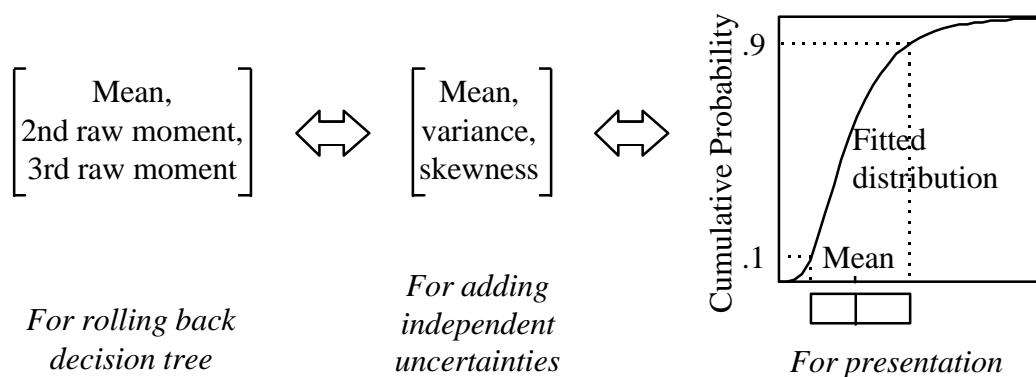 Mean,
2nd raw moment,
3rd raw moment
For rolling back
decision tree
Mean,
variance,
skewness
For adding
independent
uncertainties
Cumulative Probability
.9
.1
Fitted
distribution
Mean
For presentation